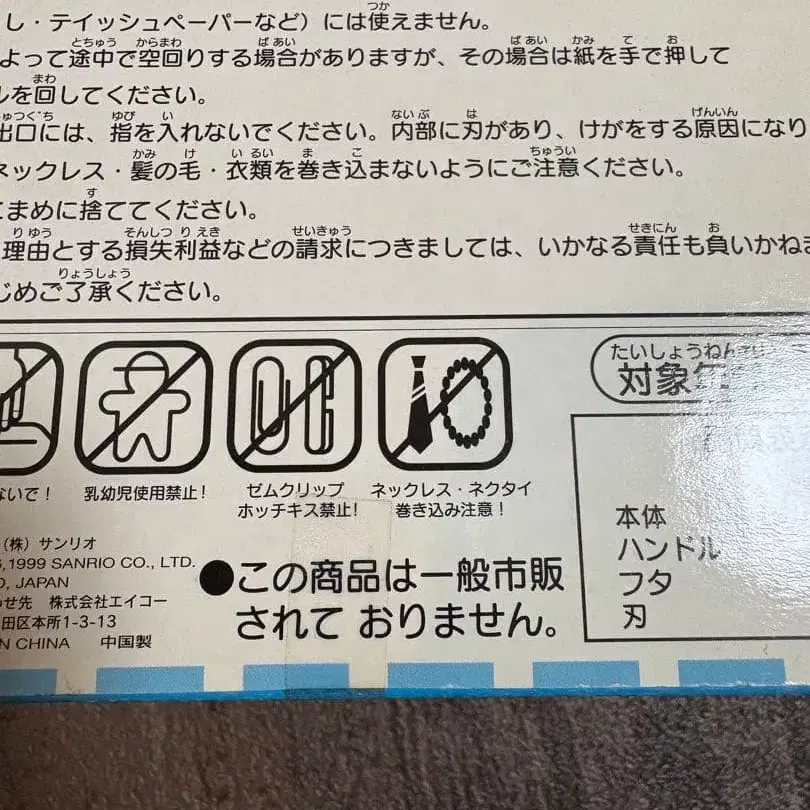 し・テイッシュペーパーなど）には使えません。
よって途中で空回りする場合がありますが、その場合は紙を手で押して
ルを回してください。
出口には、指を入れないでください。内部に刃があり、けがをする原因になり
ネックレス・髪の毛・衣類を巻き込まないようにご注意ください。
こまめに捨ててください。
理由とする損失利益などの請求につきましては、いかなる責任も負いかねま
じめご了承ください。
対象年
ないで！
乳幼児使用禁止！
ゼムクリップ
ホッチキス禁止！
ネックレス・ネクタイ
巻き込み注意！
（株）サンリオ
,1999 SANRIO CO., LTD.
O, JAPAN
わせ先 株式会社エイコー
田区本所1-3-13
N CHINA 中国製
●この商品は一般市販
されて おりません。
本体
ハンドル
フタ
刃